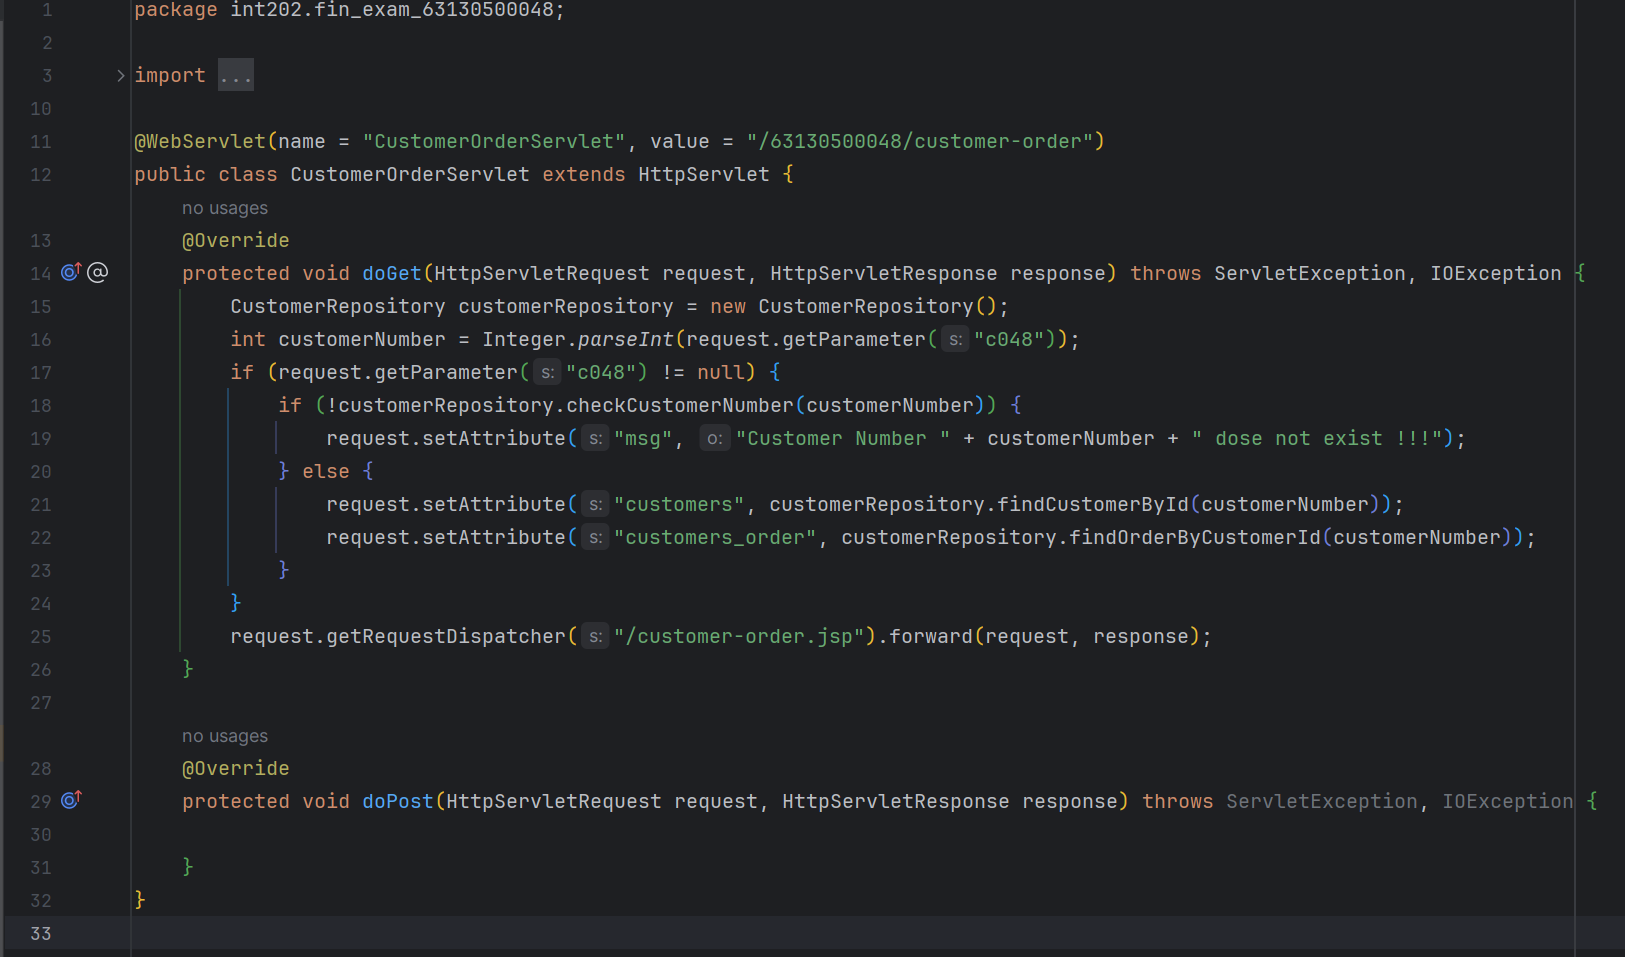 1 package int202.fin_exam_63130500048;
2
3 import ...
10
11 @WebServlet(name = "CustomerOrderServlet", value = "/63130500048/customer-order")
12 public class CustomerOrderServlet extends HttpServlet {
no usages
13 @Override
14 @ protected void doGet(HttpServletRequest request, HttpServletResponse response) throws ServletException, IOException {
15 CustomerRepository customerRepository = new CustomerRepository();
16 int customerNumber = Integer.parseInt(request.getParameter( s: "c048"));
17 if (request.getParameter( s: "c048") != null) {
18 if (!customerRepository.checkCustomerNumber(customerNumber)) {
19 request.setAttribute( s: "msg", o: "Customer Number " + customerNumber + " dose not exist !!!");
20 } else {
21 request.setAttribute( s: "customers", customerRepository.findCustomerById(customerNumber));
22 request.setAttribute( s: "customers_order", customerRepository.findOrderByCustomerId(customerNumber));
23 }
24 }
25 request.getRequestDispatcher( s: "/customer-order.jsp").forward(request, response);
26 }
27
no usages
28 @Override
29 protected void doPost(HttpServletRequest request, HttpServletResponse response) throws ServletException, IOException {
30
31 }
32 }
33